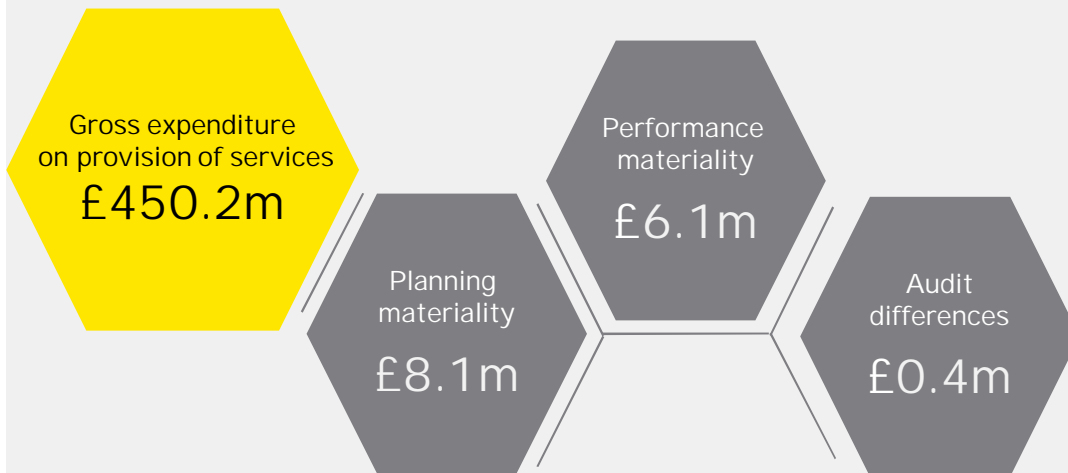 Gross expenditure
on provision of services
£450.2m
Planning
materiality
£8.1m
Performance
materiality
£6.1m
Audit
differences
£0.4m